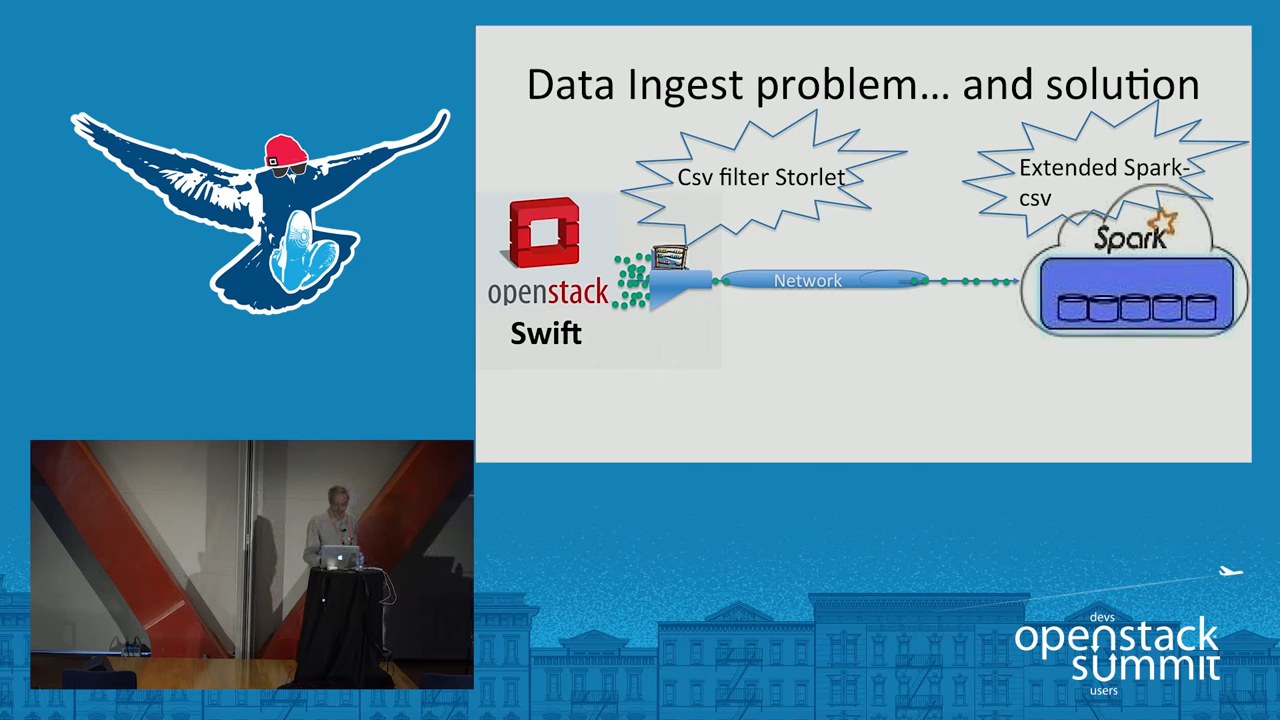 Data Ingest problem... and solution
Csv filter Storlet
Extended Spark-
csv
Spark
openstack
Swift
Network
devs
openstack
summit
users